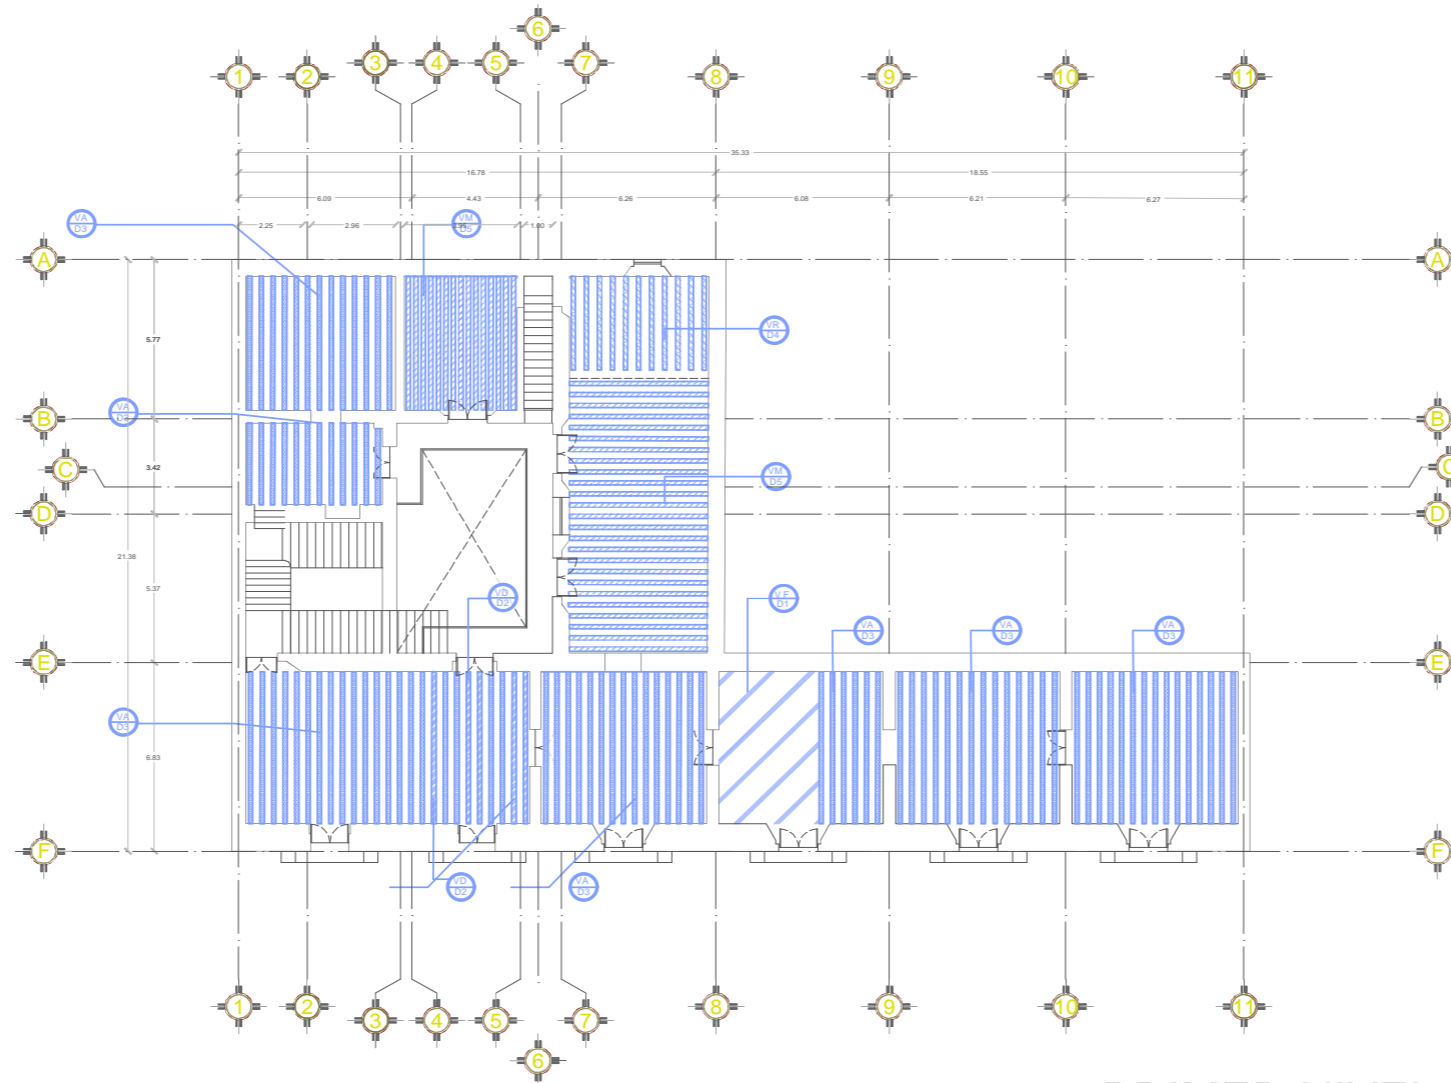 6
3 4 5 7
1 2 8 9 10 11
35.33
16.78 18.55
6.09 4.43 6.26 6.08 6.21 6.27
2.25 2.96 1.60
VA
D3
VM
D5
A A
VR
D4
5.77
VA
B B
3.42
C C
VM
D5
D D
21.38
5.37
VD
D2
V.F
D1
VA
D3
VA
D3
VA
D3
E E
VA
D3
6.83
F F
VD
D2
VA
D3
1 2 8 9 10 11
3 4 5 7
6